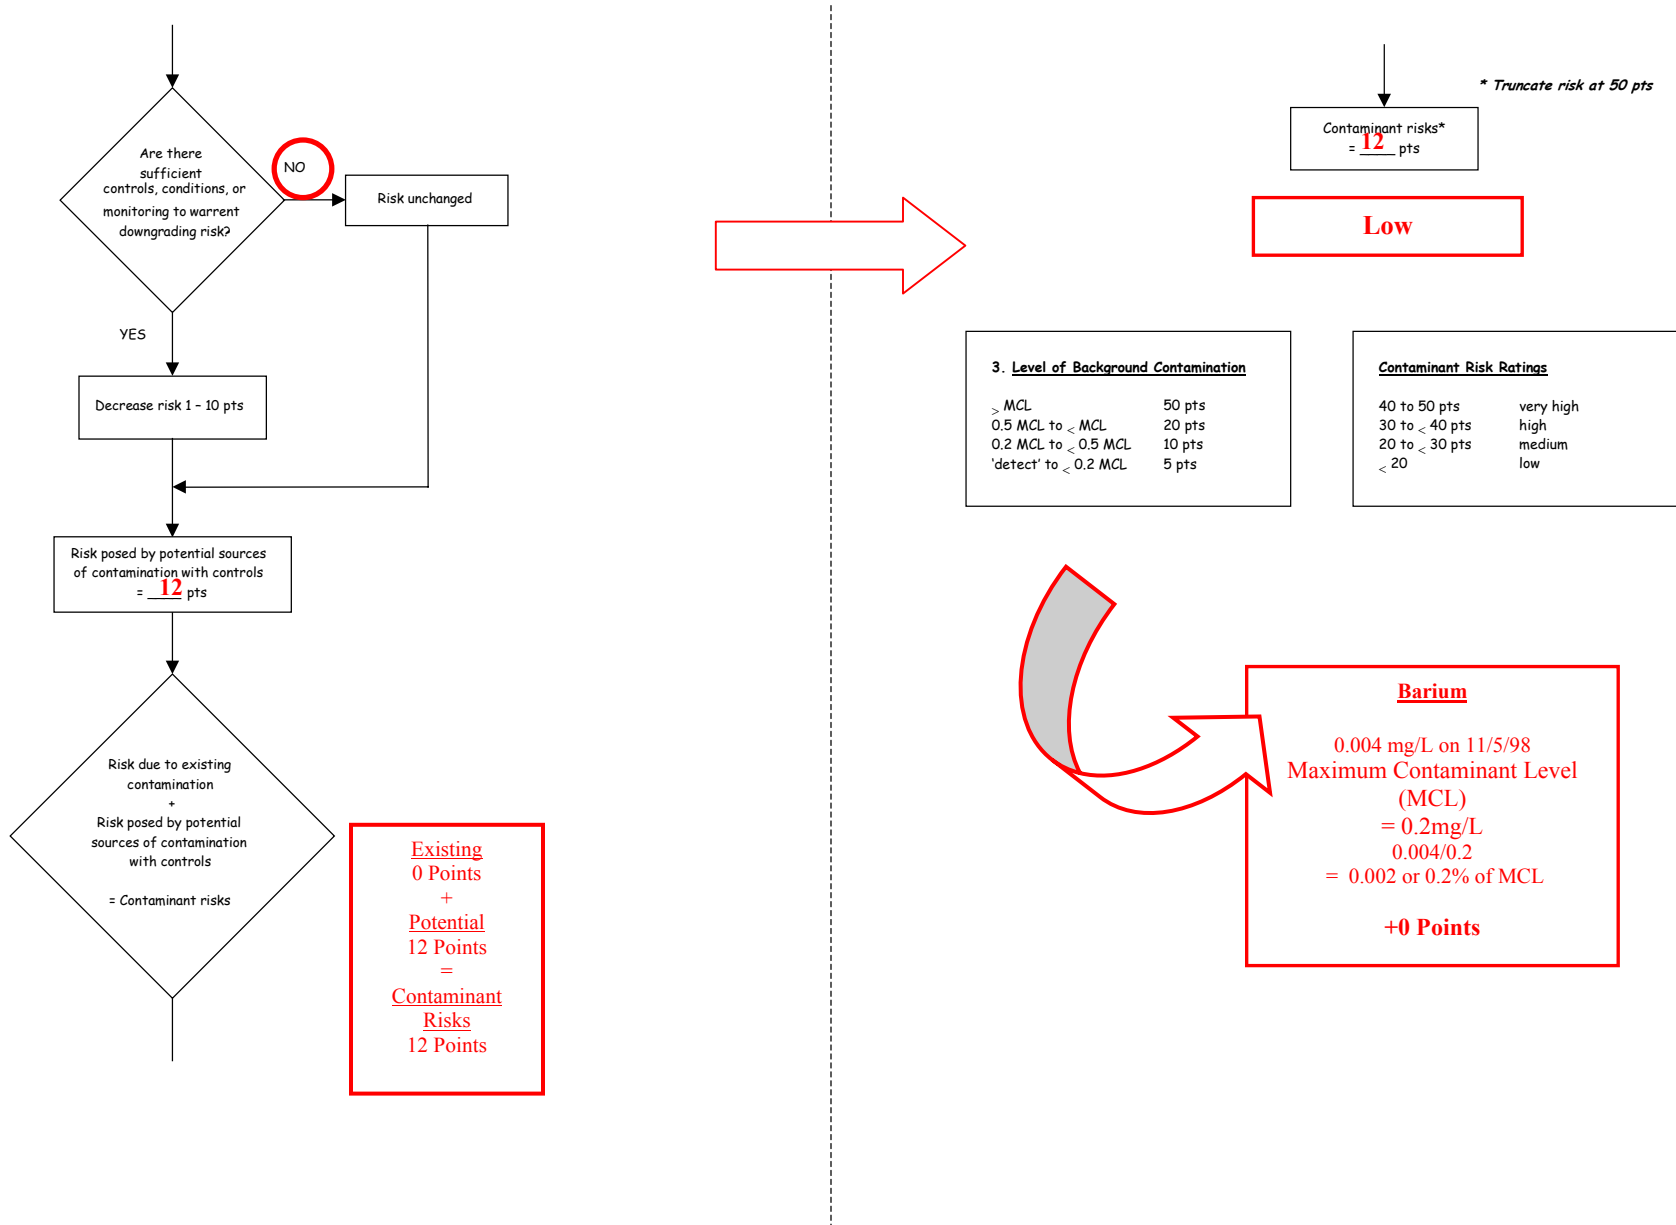 Are there
sufficient
controls, conditions, or
monitoring to warrent
downgrading risk?
NO
Risk unchanged
YES
Decrease risk 1 – 10 pts
Risk posed by potential sources
of contamination with controls
= 12 pts
Risk due to existing
contamination
+
Risk posed by potential
sources of contamination
with controls
= Contaminant risks
Existing
0 Points
+
Potential
12 Points
=
Contaminant
Risks
12 Points
* Truncate risk at 50 pts
Contaminant risks*
= 12 pts
Low
3. Level of Background Contamination
> MCL 50 pts
0.5 MCL to < MCL 20 pts
0.2 MCL to < 0.5 MCL 10 pts
'detect' to < 0.2 MCL 5 pts
Contaminant Risk Ratings
40 to 50 pts very high
30 to < 40 pts high
20 to < 30 pts medium
< 20 low
Barium
0.004 mg/L on 11/5/98
Maximum Contaminant Level
(MCL)
= 0.2mg/L
0.004/0.2
= 0.002 or 0.2% of MCL
+0 Points